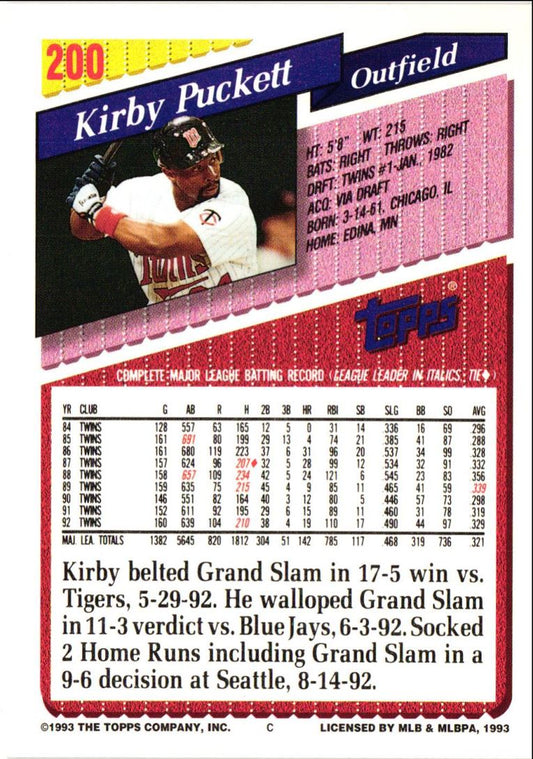 200
Kirby Puckett
Outfield
HT: 5'8" WT: 215
BATS: RIGHT THROWS: RIGHT
DRFT: TWINS #1-JAN., 1982
ACQ: VIA DRAFT
BORN: 3-14-61, CHICAGO, IL
HOME: EDINA, MN
TWINS
Topps®
COMPLETE MAJOR LEAGUE BATTING RECORD (LEAGUE LEADER IN ITALICS, TIE♦)
YR CLUB G AB R H 2B 3B HR RBI SB SLG BB SO AVG
84 TWINS 128 557 63 165 12 5 0 31 14 .336 16 69 .296
85 TWINS 161 691 80 199 29 13 4 74 21 .385 41 87 .288
86 TWINS 161 680 119 223 37 6 31 96 20 .537 34 99 .328
87 TWINS 157 624 96 207♦ 32 5 28 99 12 .534 32 91 .332
88 TWINS 158 657 109 234 42 5 24 121 6 .545 23 83 .356
89 TWINS 159 635 75 215 45 4 9 85 11 .465 41 59 .339
90 TWINS 146 551 82 164 40 3 12 80 5 .446 57 73 .298
91 TWINS 152 611 92 195 29 6 15 89 11 .460 31 78 .319
92 TWINS 160 639 104 210 38 4 19 110 17 .490 44 97 .329
MAJ. LEA. TOTALS 1382 5645 820 1812 304 51 142 785 117 .468 319 736 .321
Kirby belted Grand Slam in 17-5 win vs.
Tigers, 5-29-92. He walloped Grand Slam
in 11-3 verdict vs. Blue Jays, 6-3-92. Socked
2 Home Runs including Grand Slam in a
9-6 decision at Seattle, 8-14-92.
©1993 THE TOPPS COMPANY, INC. C LICENSED BY MLB & MLBPA, 1993